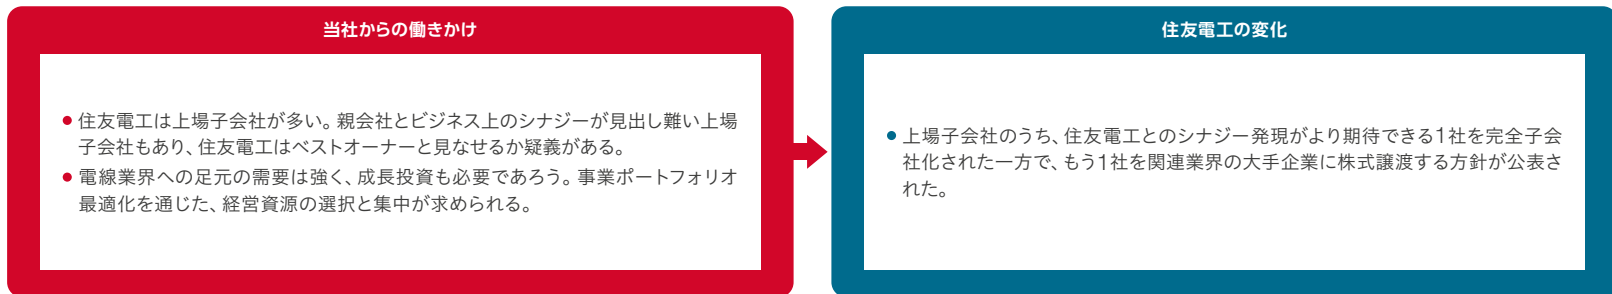 当社からの働きかけ
● 住友電工は上場子会社が多い。親会社とビジネス上のシナジーが見出し難い上場
子会社もあり、住友電工はベストオーナーと見なせるか疑義がある。
● 電線業界への足元の需要は強く、成長投資も必要であろう。事業ポートフォリオ
最適化を通じた、経営資源の選択と集中が求められる。
住友電工の変化
● 上場子会社のうち、住友電工とのシナジー発現がより期待できる1社を完全子会
社化された一方で、もう1社を関連業界の大手企業に株式譲渡する方針が公表さ
れた。